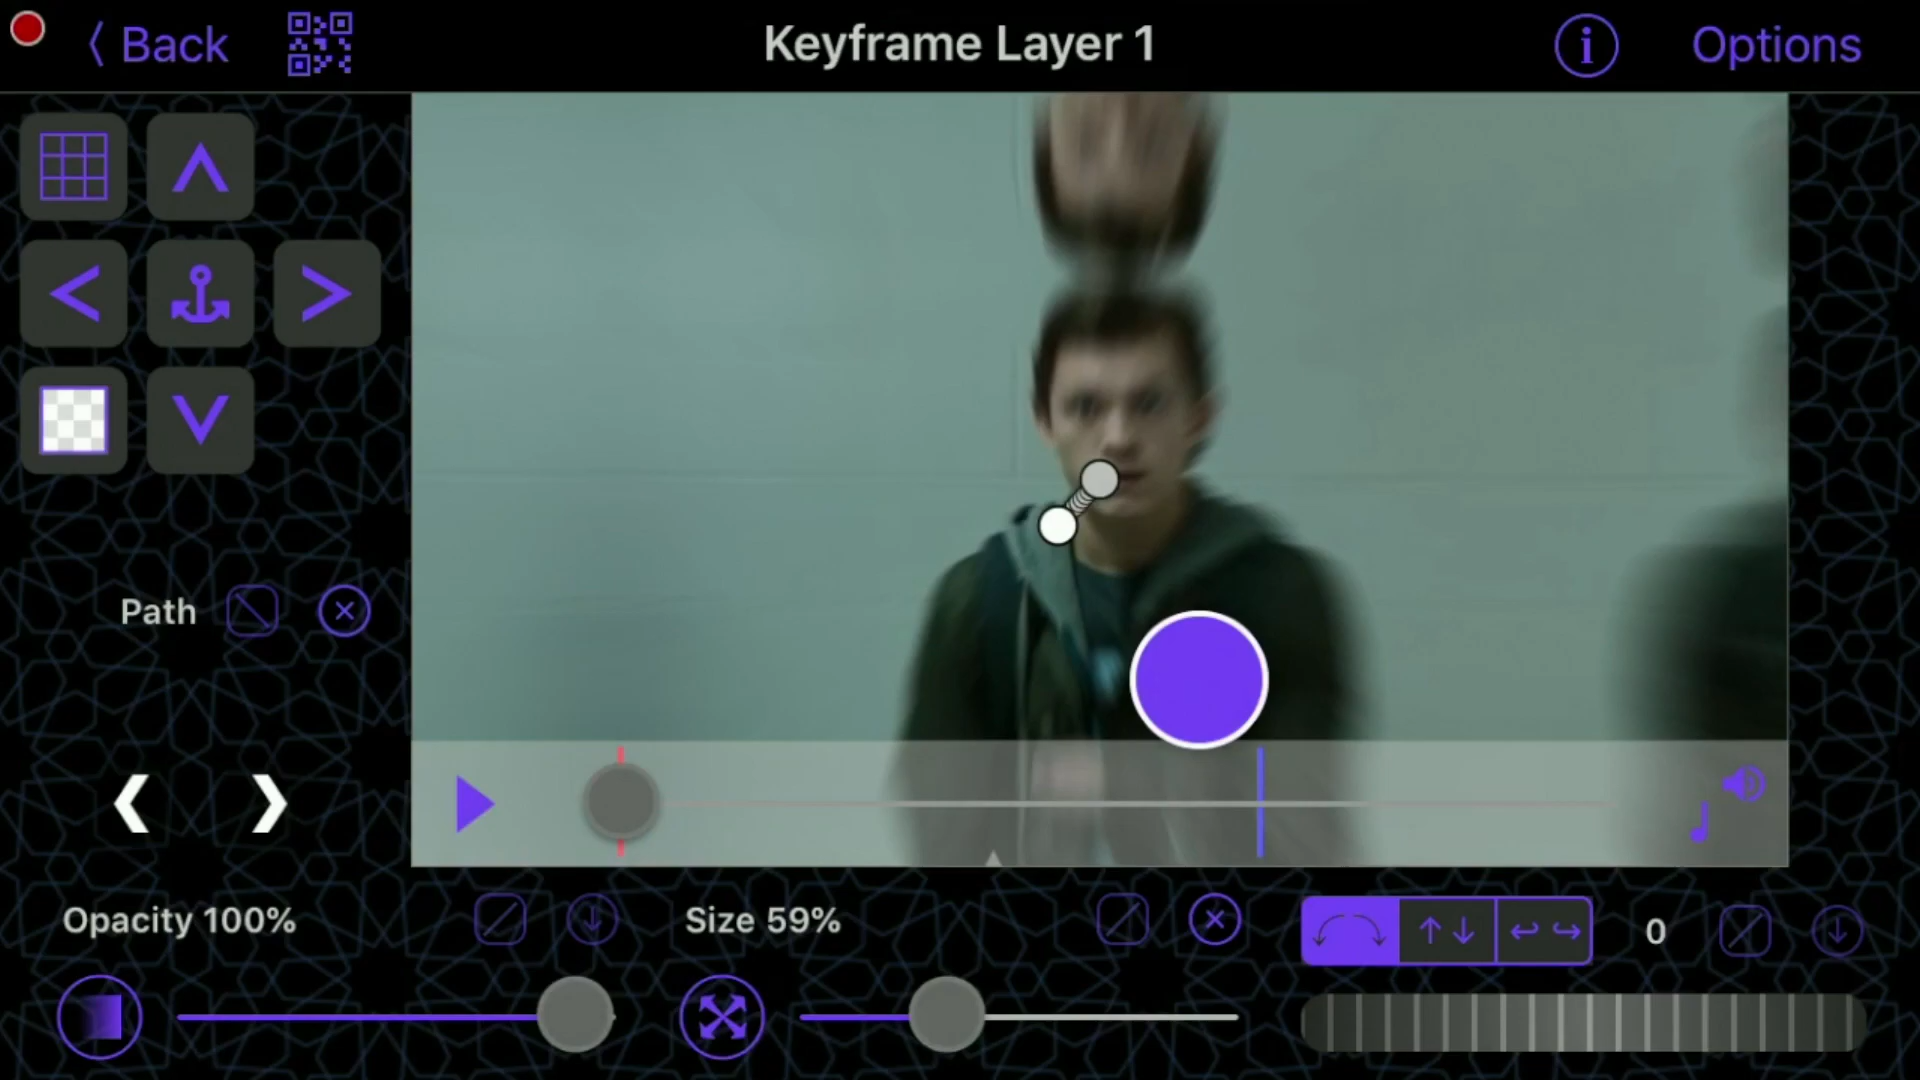 Back
Keyframe Layer 1
Options
Path
Opacity 100%
Size 59%
0